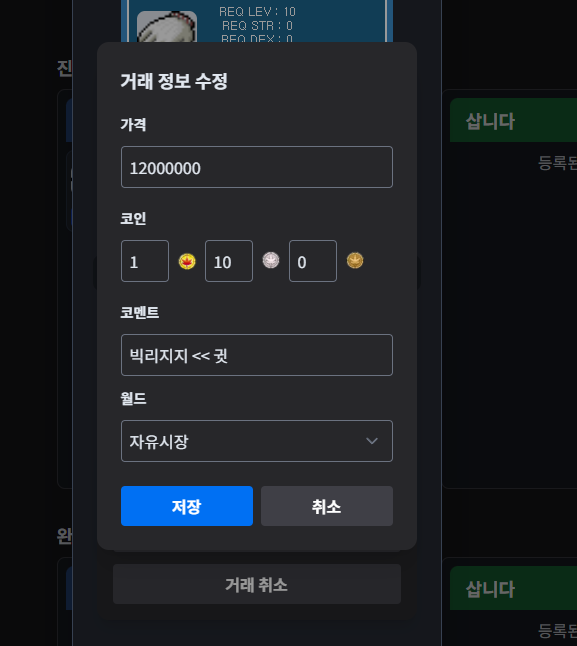 REQ LEV : 10
REQ STR : 0
REQ DEX : 0
진
거래 정보 수정
삽니다
가격
등록된
12000000
코인
1
10
0
코멘트
빅리지지 << 귓
월드
자유시장
저장
취소
완
거래 취소
삽니다
등록된